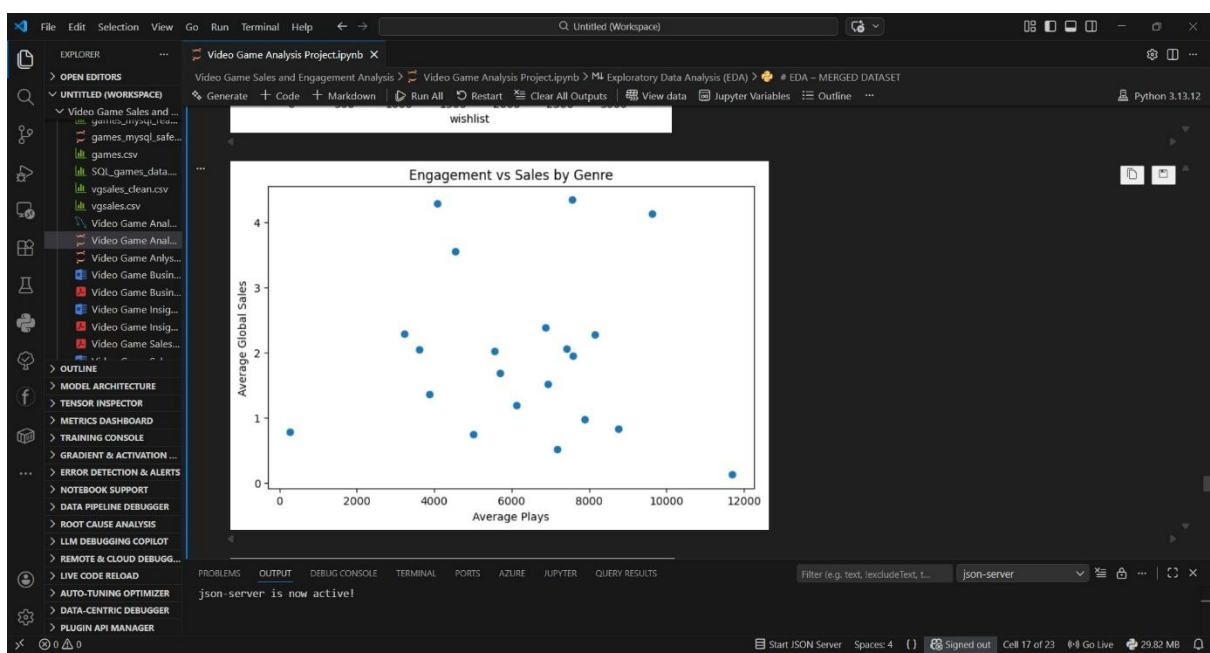 File Edit Selection View Go Run Terminal Help
Untitled (Workspace)
EXPLORER
Video Game Analysis Project.ipynb
OPEN EDITORS
Video Game Sales and Engagement Analysis > Video Game Analysis Project.ipynb > M↓ Exploratory Data Analysis (EDA) > # EDA – MERGED DATASET
UNTITLED (WORKSPACE)
Generate + Code + Markdown Run All Restart Clear All Outputs View data Jupyter Variables Outline ...
Python 3.13.12
Video Game Sales and ...
games_mysql_safe...
games.csv
SQL_games_data....
vgsales_clean.csv
vgsales.csv
Video Game Anal...
Video Game Anal...
Video Game Anlys...
Video Game Busin...
Video Game Busin...
Video Game Insig...
Video Game Insig...
Video Game Sales...
OUTLINE
MODEL ARCHITECTURE
TENSOR INSPECTOR
METRICS DASHBOARD
TRAINING CONSOLE
GRADIENT & ACTIVATION ...
ERROR DETECTION & ALERTS
NOTEBOOK SUPPORT
DATA PIPELINE DEBUGGER
ROOT CAUSE ANALYSIS
LLM DEBUGGING COPILOT
REMOTE & CLOUD DEBUGG...
LIVE CODE RELOAD
AUTO-TUNING OPTIMIZER
DATA-CENTRIC DEBUGGER
PLUGIN API MANAGER
wishlist
Engagement vs Sales by Genre
Average Global Sales
4
3
2
1
0
0 2000 4000 6000 8000 10000 12000
Average Plays
PROBLEMS OUTPUT DEBUG CONSOLE TERMINAL PORTS AZURE JUPYTER QUERY RESULTS
Filter (e.g. text, !excludeText, t...
json-server
json-server is now active!
0 0
Start JSON Server Spaces: 4 {} Signed out Cell 17 of 23 Go Live 29.82 MB